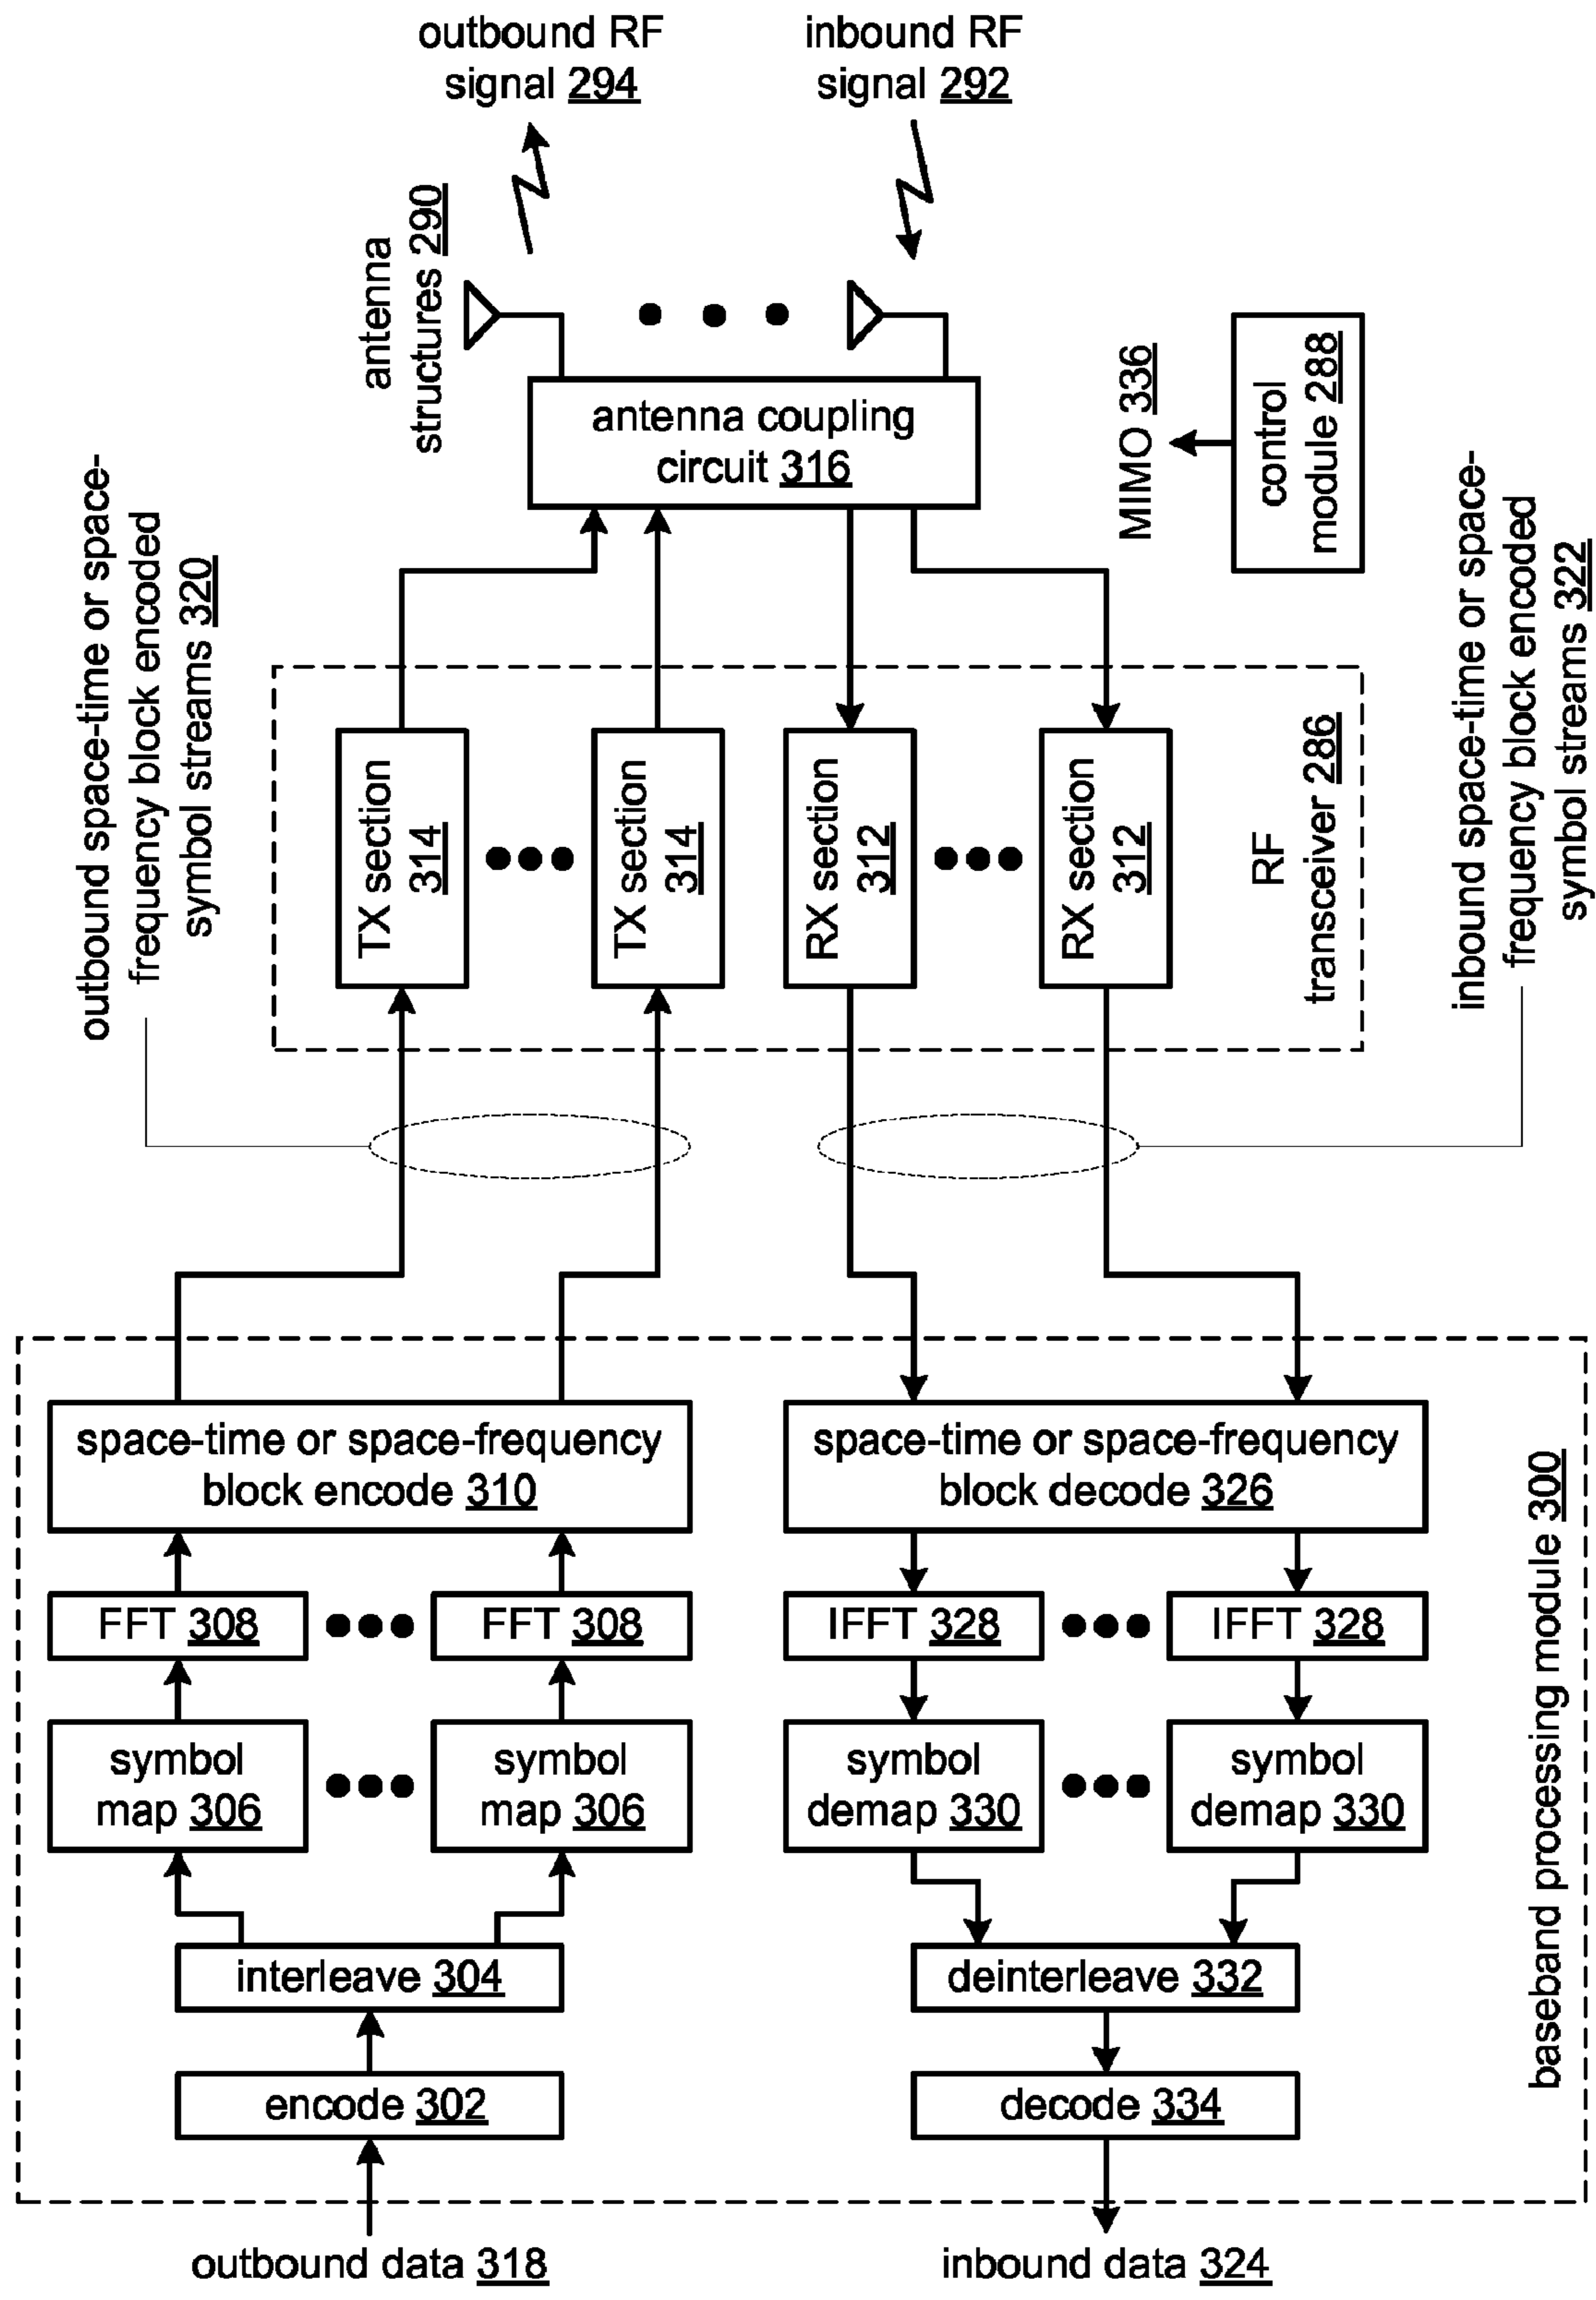 outbound RF
signal 294
inbound RF
signal 292
antenna
structures 290
antenna coupling
circuit 316
MIMO 336
control
module 288
outbound space-time or space-
frequency block encoded
symbol streams 320
inbound space-time or space-
frequency block encoded
symbol streams 322
TX section
314
TX section
314
RX section
312
RX section
312
RF
transceiver 286
space-time or space-frequency
block encode 310
space-time or space-frequency
block decode 326
FFT 308
FFT 308
IFFT 328
IFFT 328
symbol
map 306
symbol
map 306
symbol
demap 330
symbol
demap 330
interleave 304
deinterleave 332
encode 302
decode 334
baseband processing module 300
outbound data 318
inbound data 324